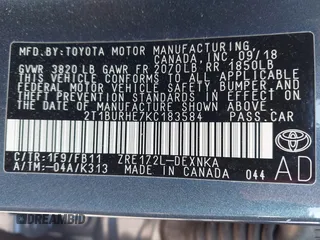 MFD. BY:TOYOTA MOTOR MANUFACTURING
CANADA, INC. 09/18
GVWR 3820 LB GAWR FR 2070LB RR 1850LB
THIS VEHICLE CONFORMS TO ALL APPLICABLE
FEDERAL MOTOR VEHICLE SAFETY, BUMPER, AND
THEFT PREVENTION STANDARDS IN EFFECT ON THE
DATE OF MANUFACTURE SHOWN ABOVE.
2T1BURHE7KC183584 PASS.CAR
C/TR:1F9/FB11 ZRE172L-DEXNKA
A/TM:-04A/K313 MADE IN CANADA 044
AD
DREAMBID